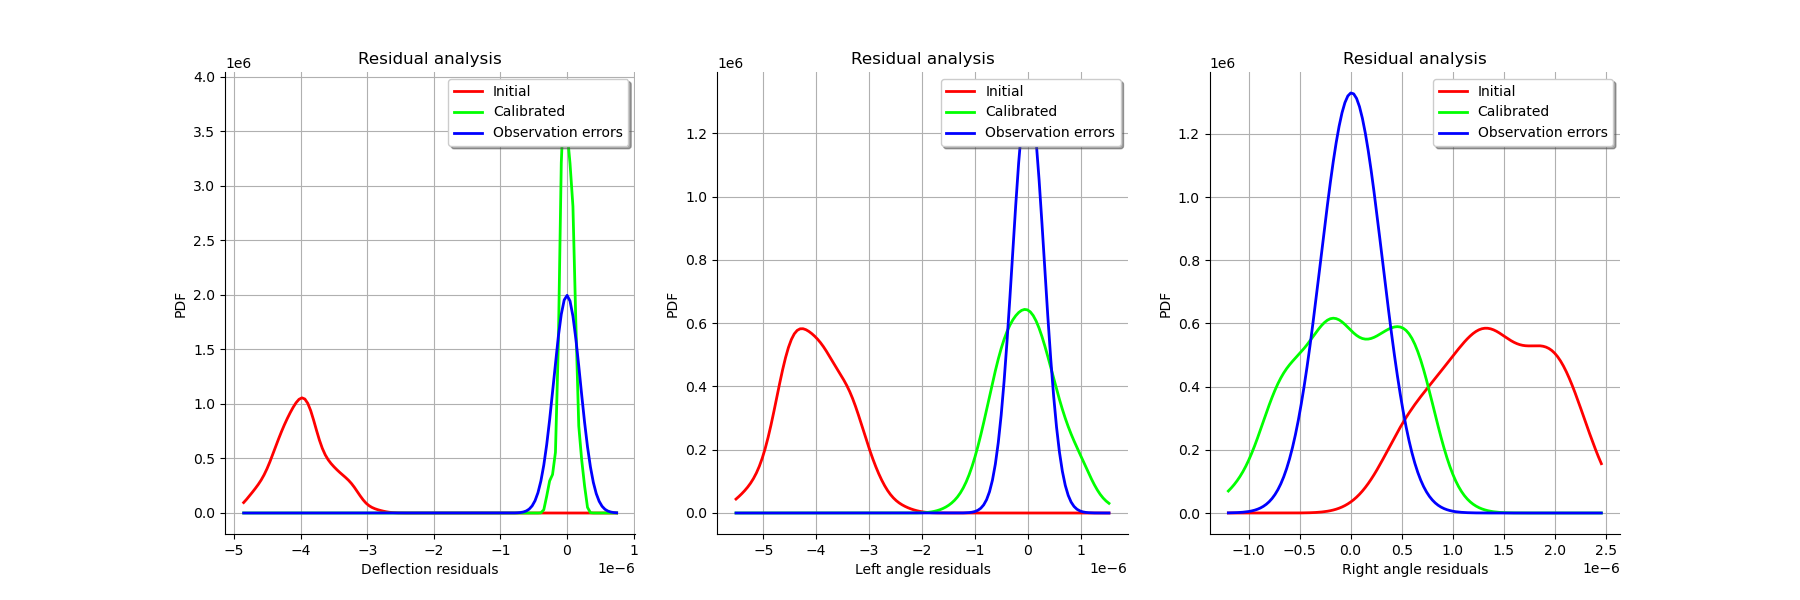 Residual analysis
1e6
Initial
Calibrated
Observation errors
4.0
3.5
3.0
2.5
2.0
1.5
1.0
0.5
0.0
PDF
−5 −4 −3 −2 −1 0 1
Deflection residuals
1e−6
Residual analysis
1e6
Initial
Calibrated
Observation errors
1.2
1.0
0.8
0.6
0.4
0.2
0.0
PDF
−5 −4 −3 −2 −1 0 1
Left angle residuals
1e−6
Residual analysis
1e6
Initial
Calibrated
Observation errors
1.2
1.0
0.8
0.6
0.4
0.2
0.0
PDF
−1.0 −0.5 0.0 0.5 1.0 1.5 2.0 2.5
Right angle residuals
1e−6